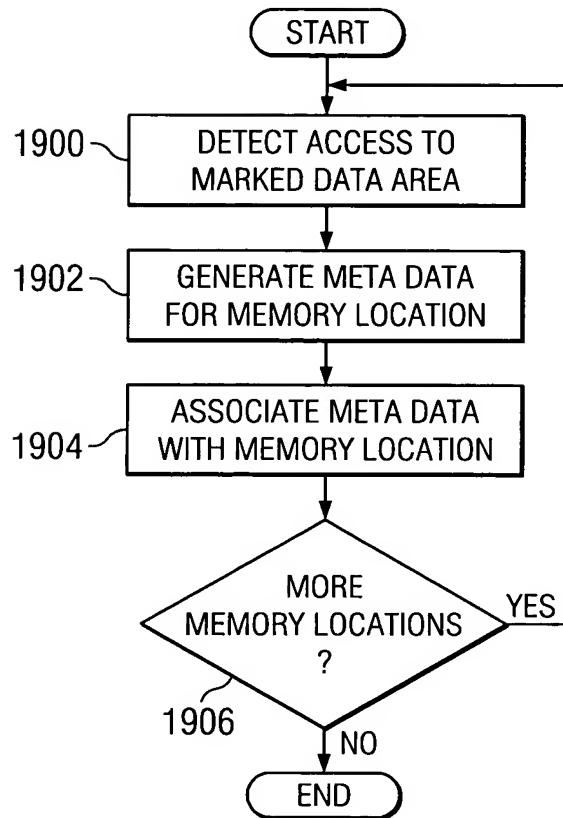 START
1900
DETECT ACCESS TO
MARKED DATA AREA
1902
GENERATE META DATA
FOR MEMORY LOCATION
1904
ASSOCIATE META DATA
WITH MEMORY LOCATION
MORE
MEMORY LOCATIONS
?
YES
1906
NO
END